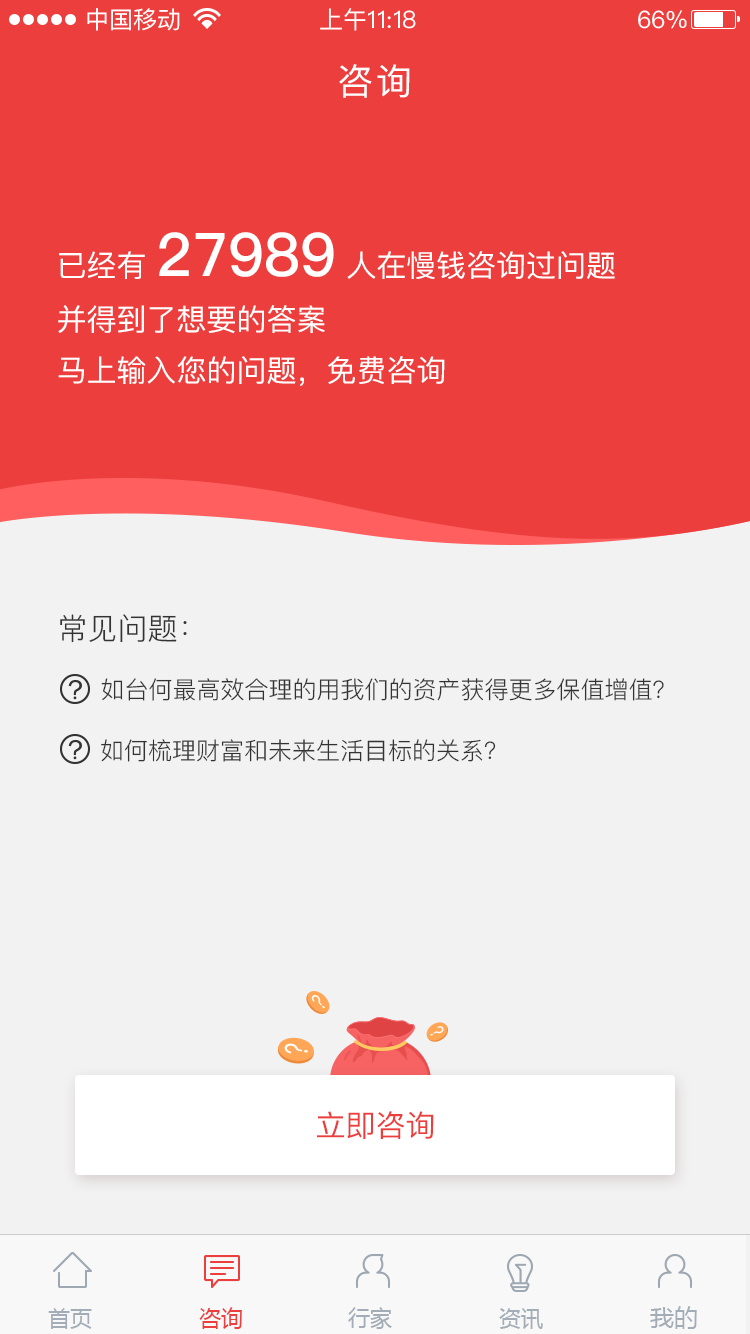 中国移动 上午11:18 66%
咨询
已经有 27989 人在慢钱咨询过问题
并得到了想要的答案
马上输入您的问题，免费咨询
常见问题：
如台何最高效合理的用我们的资产获得更多保值增值？
如何梳理财富和未来生活目标的关系？
立即咨询
首页 咨询 行家 资讯 我的